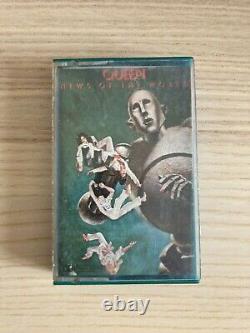 QUEEN
NEWS OF THE WORLD